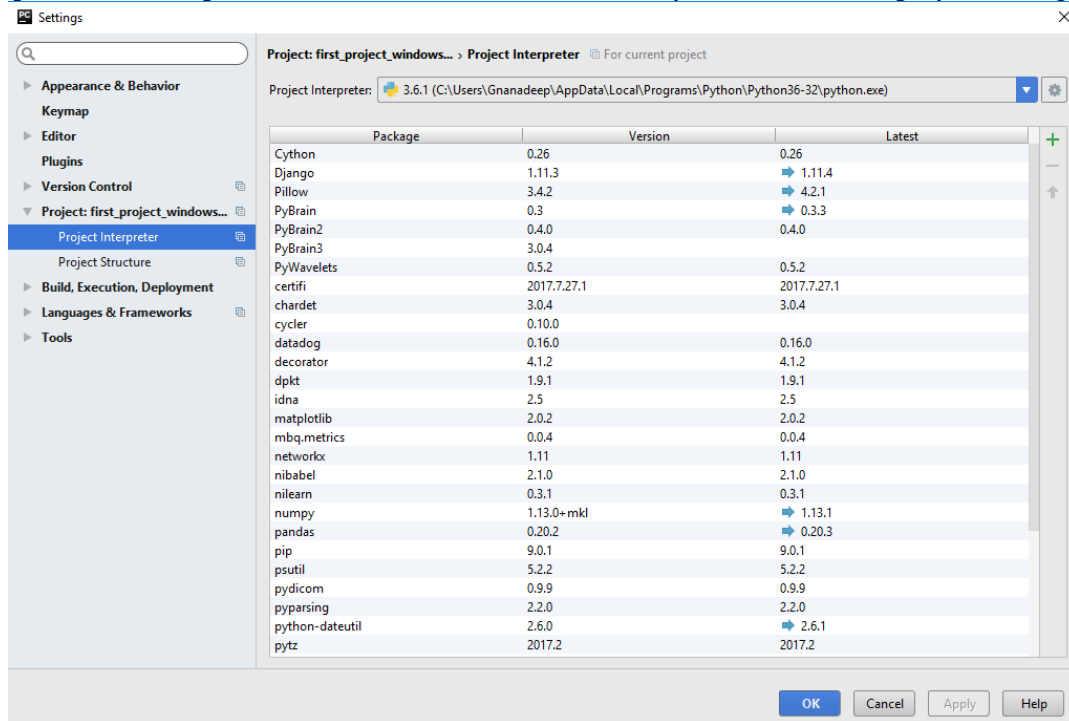 PC Settings
Appearance & Behavior
Keymap
Editor
Plugins
Version Control
Project: first_project_windows...
Project Interpreter
Project Structure
Build, Execution, Deployment
Languages & Frameworks
Tools
Project: first_project_windows... › Project Interpreter For current project
Project Interpreter: 3.6.1 (C:\Users\Gnanadeep\AppData\Local\Programs\Python\Python36-32\python.exe)
Package Version Latest
Cython 0.26 0.26
Django 1.11.3 1.11.4
Pillow 3.4.2 4.2.1
PyBrain 0.3 0.3.3
PyBrain2 0.4.0 0.4.0
PyBrain3 3.0.4
PyWavelets 0.5.2 0.5.2
certifi 2017.7.27.1 2017.7.27.1
chardet 3.0.4 3.0.4
cycler 0.10.0
datadog 0.16.0 0.16.0
decorator 4.1.2 4.1.2
dpkt 1.9.1 1.9.1
idna 2.5 2.5
matplotlib 2.0.2 2.0.2
mbq.metrics 0.0.4 0.0.4
networkx 1.11 1.11
nibabel 2.1.0 2.1.0
nilearn 0.3.1 0.3.1
numpy 1.13.0+mkl 1.13.1
pandas 0.20.2 0.20.3
pip 9.0.1 9.0.1
psutil 5.2.2 5.2.2
pydicom 0.9.9 0.9.9
pyparsing 2.2.0 2.2.0
python-dateutil 2.6.0 2.6.1
pytz 2017.2 2017.2
OK Cancel Apply Help